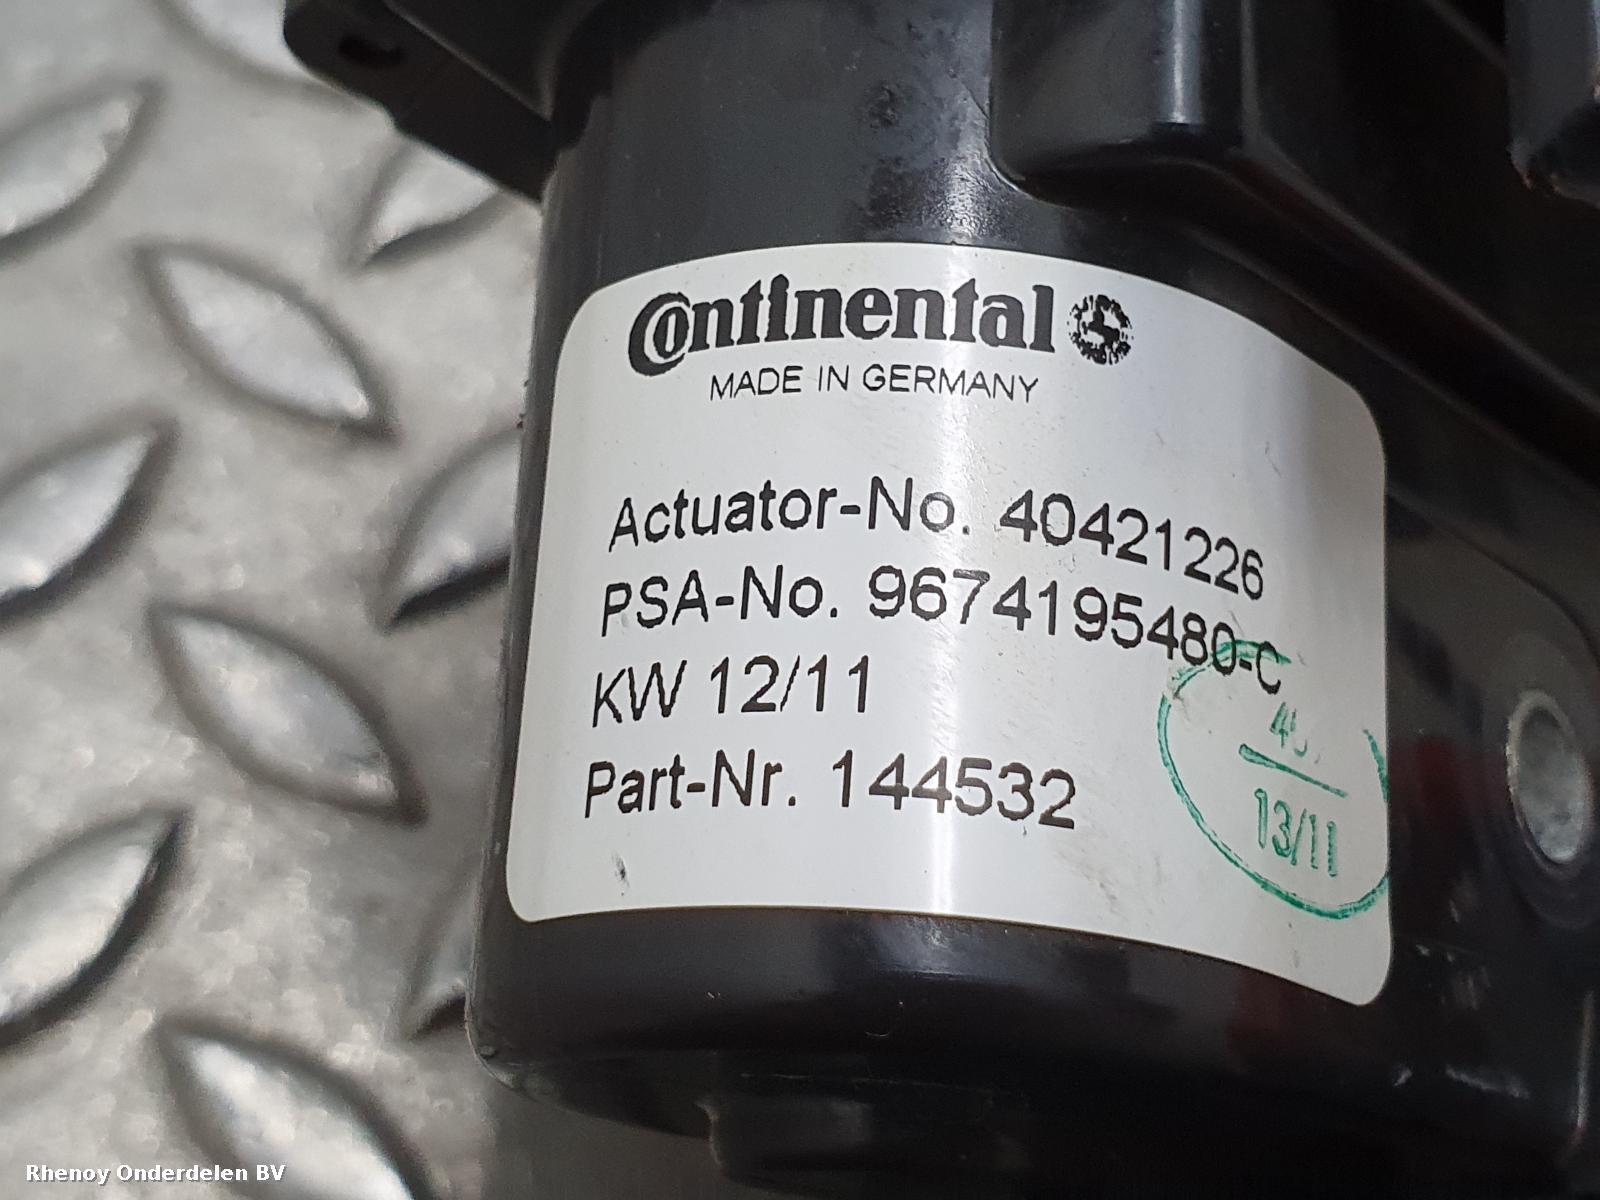 Continental
MADE IN GERMANY
Actuator-No. 40421226
PSA-No. 9674195480-C
KW 12/11
Part-Nr. 144532
13/11
Rhenoy Onderdelen BV